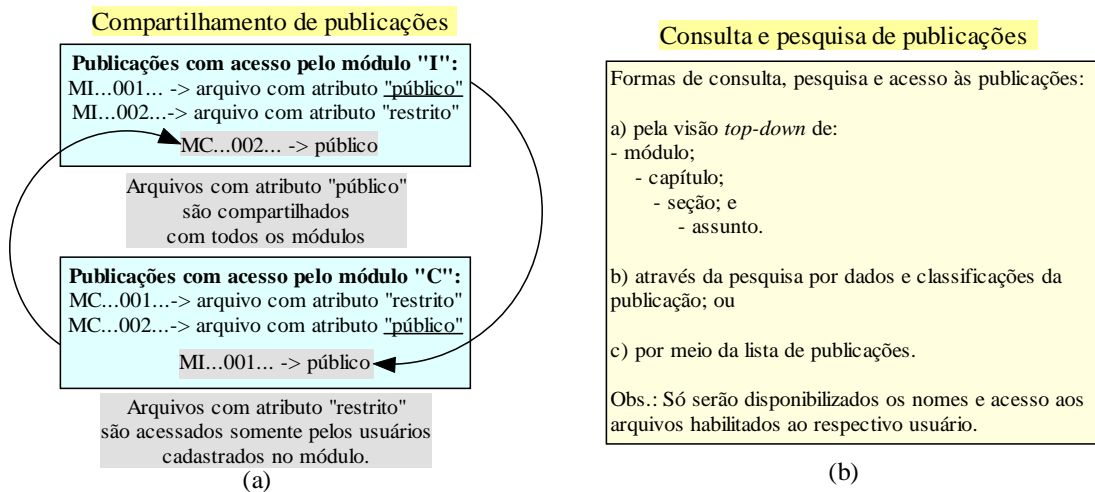 Compartilhamento de publicações
Publicações com acesso pelo módulo "I":
MI...001... -> arquivo com atributo "público"
MI...002...-> arquivo com atributo "restrito"
MC...002... -> público
Arquivos com atributo "público"
são compartilhados
com todos os módulos
Publicações com acesso pelo módulo "C":
MC...001...-> arquivo com atributo "restrito"
MC...002...-> arquivo com atributo "público"
MI...001... -> público
Arquivos com atributo "restrito"
são acessados somente pelos usuários
cadastrados no módulo.
(a)
Consulta e pesquisa de publicações
Formas de consulta, pesquisa e acesso às publicações:
a) pela visão top-down de:
- módulo;
- capítulo;
- seção; e
- assunto.
b) através da pesquisa por dados e classificações da
publicação; ou
c) por meio da lista de publicações.
Obs.: Só serão disponibilizados os nomes e acesso aos
arquivos habilitados ao respectivo usuário.
(b)